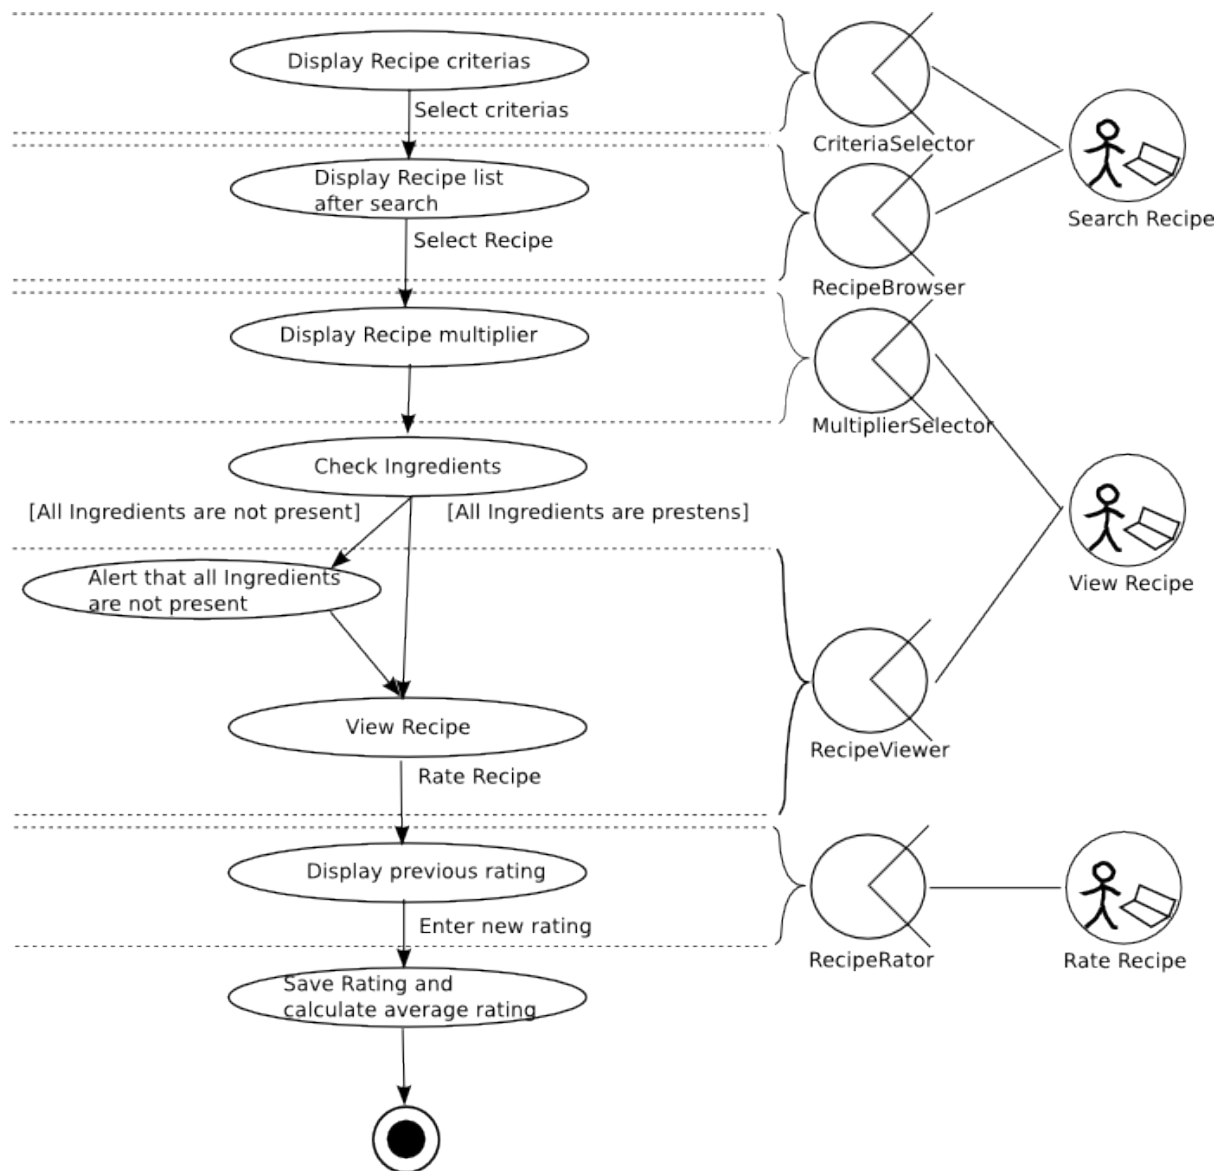 Display Recipe criterias
Select criterias
CriteriaSelector
Display Recipe list
after search
Search Recipe
Select Recipe
RecipeBrowser
Display Recipe multiplier
MultiplierSelector
Check Ingredients
[All Ingredients are not present]
[All Ingredients are prestens]
Alert that all Ingredients
are not present
View Recipe
View Recipe
RecipeViewer
Rate Recipe
Display previous rating
Enter new rating
RecipeRator
Rate Recipe
Save Rating and
calculate average rating